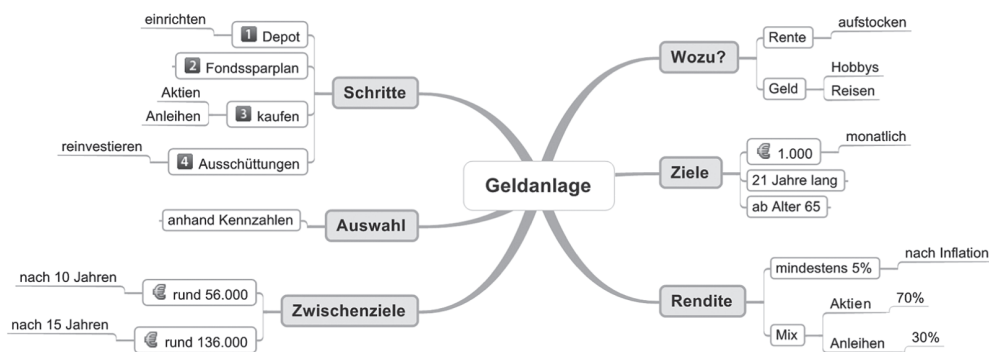 Geldanlage
Wozu?
Rente
aufstocken
Geld
Hobbys
Reisen
Ziele
€ 1.000
monatlich
21 Jahre lang
ab Alter 65
Rendite
mindestens 5%
nach Inflation
Mix
Aktien
70%
Anleihen
30%
Schritte
1 Depot
einrichten
2 Fondssparplan
3 kaufen
Aktien
Anleihen
4 Ausschüttungen
reinvestieren
Auswahl
anhand Kennzahlen
Zwischenziele
€ rund 56.000
nach 10 Jahren
€ rund 136.000
nach 15 Jahren